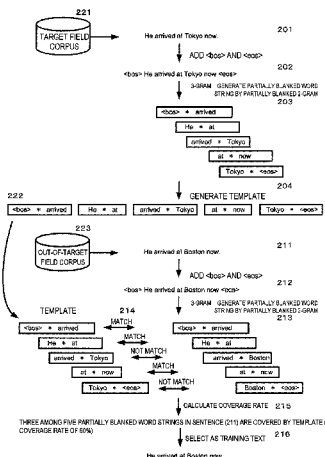 221
TARGET FIELD
CORPUS
He arrived at Tokyo now.
201
ADD <bos> AND <eos>
202
<bos> He arrived at Tokyo now <eos>
3-GRAM GENERATE PARTIALLY BLANKED WORD
STRING BY PARTIALLY BLANKED 2-GRAM
203
<bos> * arrived
He * at
arrived * Tokyo
at * now
Tokyo * <eos>
204
GENERATE TEMPLATE
222
<bos> * arrived He * at arrived * Tokyo at * now Tokyo * <eos>
223
OUT-OF-TARGET
FIELD CORPUS
He arrived at Boston now.
211
ADD <bos> AND <eos>
212
<bos> He arrived at Boston now <eos>
3-GRAM GENERATE PARTIALLY BLANKED WORD
STRING BY PARTIALLY BLANKED 2-GRAM
TEMPLATE 214 213
<bos> * arrived MATCH <bos> * arrived
He * at MATCH He * at
arrived * Tokyo NOT MATCH arrived * Boston
at * now MATCH at * now
Tokyo * <eos> NOT MATCH Boston * <eos>
CALCULATE COVERAGE RATE 215
THREE AMONG FIVE PARTIALLY BLANKED WORD STRINGS IN SENTENCE (211) ARE COVERED BY TEMPLATE
COVERAGE RATE OF 60%)
SELECT AS TRAINING TEXT 216
He arrived at Boston now.